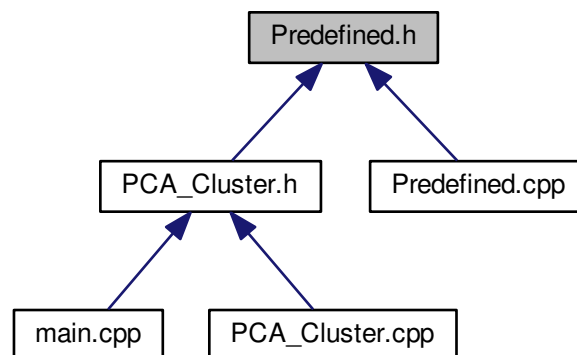 Predefined.h
PCA_Cluster.h
Predefined.cpp
main.cpp
PCA_Cluster.cpp